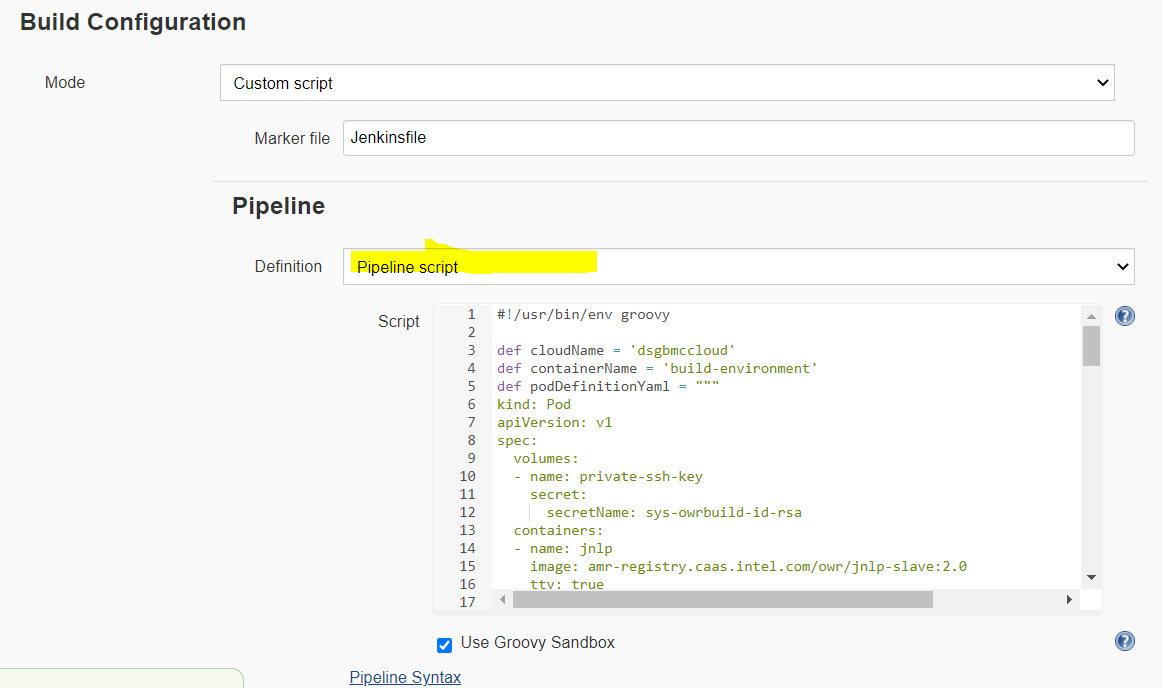 Build Configuration
Mode
Custom script
Marker file
Jenkinsfile
Pipeline
Definition
Pipeline script
Script
1 #!/usr/bin/env groovy
2
3 def cloudName = 'dsgbmccloud'
4 def containerName = 'build-environment'
5 def podDefinitionYaml = """
6 kind: Pod
7 apiVersion: v1
8 spec:
9   volumes:
10   - name: private-ssh-key
11     secret:
12       secretName: sys-owrbuild-id-rsa
13   containers:
14   - name: jnlp
15     image: amr-registry.caas.intel.com/owr/jnlp-slave:2.0
16     tty: true
17
Use Groovy Sandbox
Pipeline Syntax